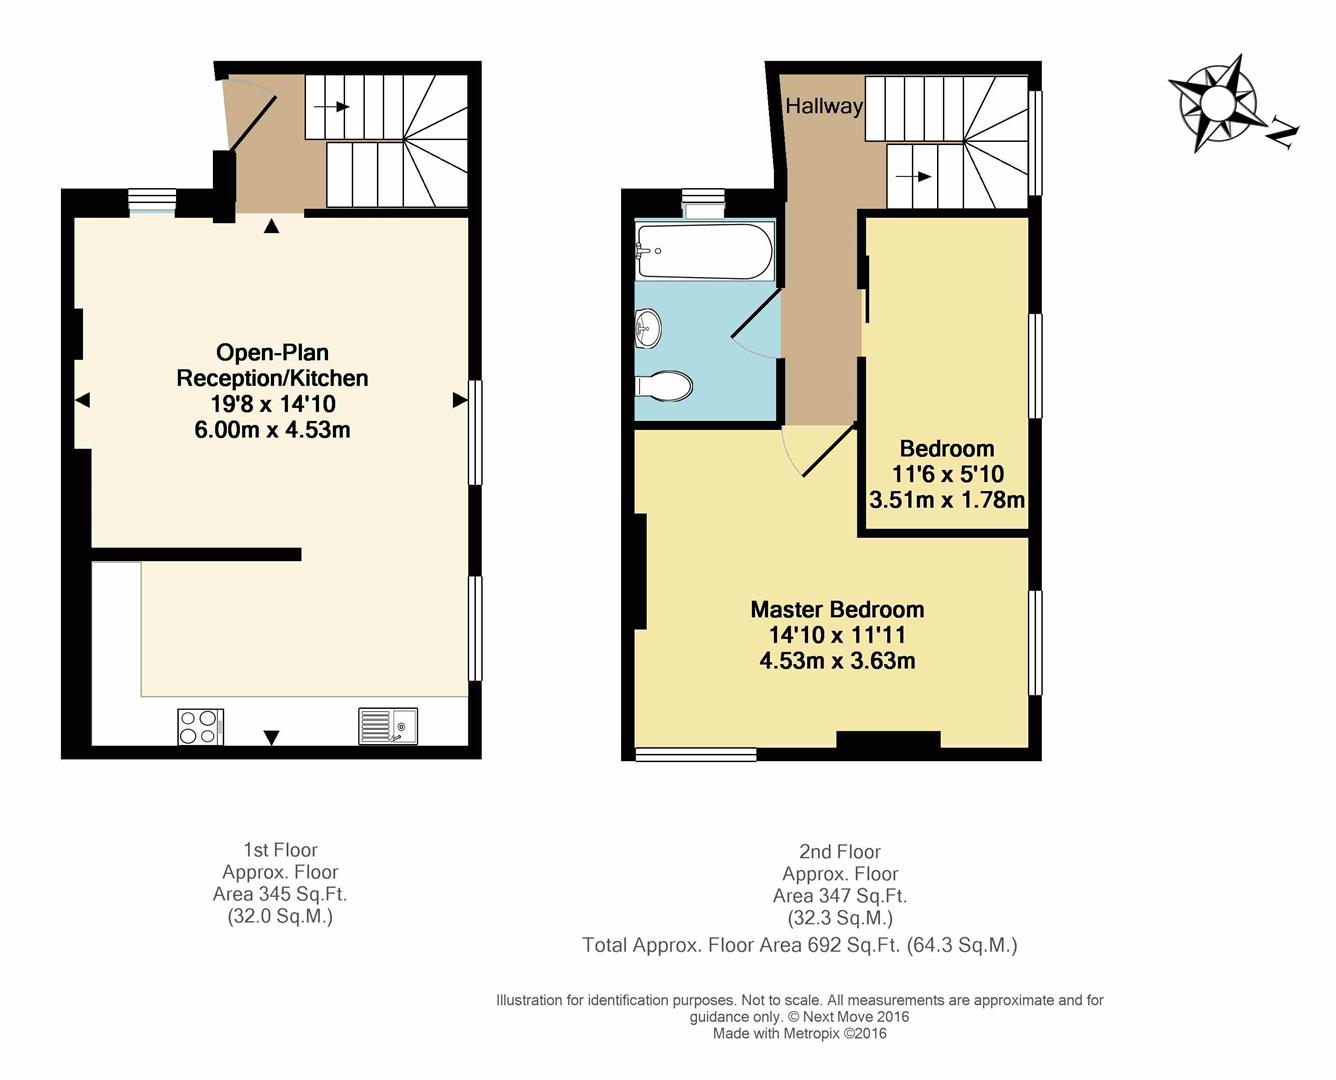 Hallway
N
Open-Plan
Reception/Kitchen
19'8 x 14'10
6.00m x 4.53m
Bedroom
11'6 x 5'10
3.51m x 1.78m
Master Bedroom
14'10 x 11'11
4.53m x 3.63m
1st Floor
Approx. Floor
Area 345 Sq.Ft.
(32.0 Sq.M.)
2nd Floor
Approx. Floor
Area 347 Sq.Ft.
(32.3 Sq.M.)
Total Approx. Floor Area 692 Sq.Ft. (64.3 Sq.M.)
Illustration for identification purposes. Not to scale. All measurements are approximate and for
guidance only. © Next Move 2016
Made with Metropix ©2016